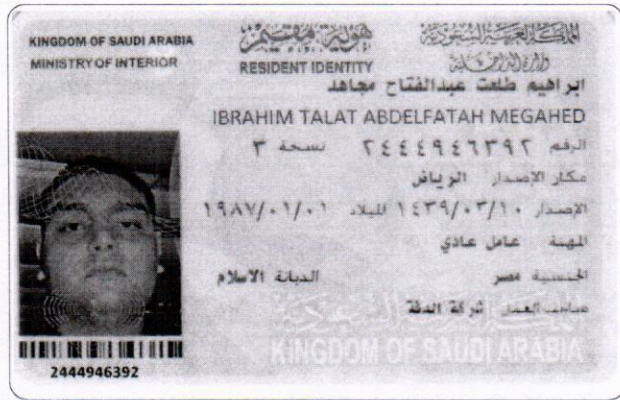 KINGDOM OF SAUDI ARABIA
MINISTRY OF INTERIOR
هوية مقيم
RESIDENT IDENTITY
المملكة العربية السعودية
وزارة الداخلية
ابراهيم طلعت عبدالفتاح مجاهد
IBRAHIM TALAT ABDELFATAH MEGAHED
الرقم ٢٤٤٤٩٤٦٣٩٢ نسخة ٣
مكان الإصدار الرياض
الإصدار ١٤٣٩/٠٣/١٠ الميلاد ١٩٨٧/٠١/٠١
المهنة عامل عادي
الجنسية مصر الديانة الاسلام
صاحب العمل شركة الدقة
KINGDOM OF SAUDI ARABIA
2444946392